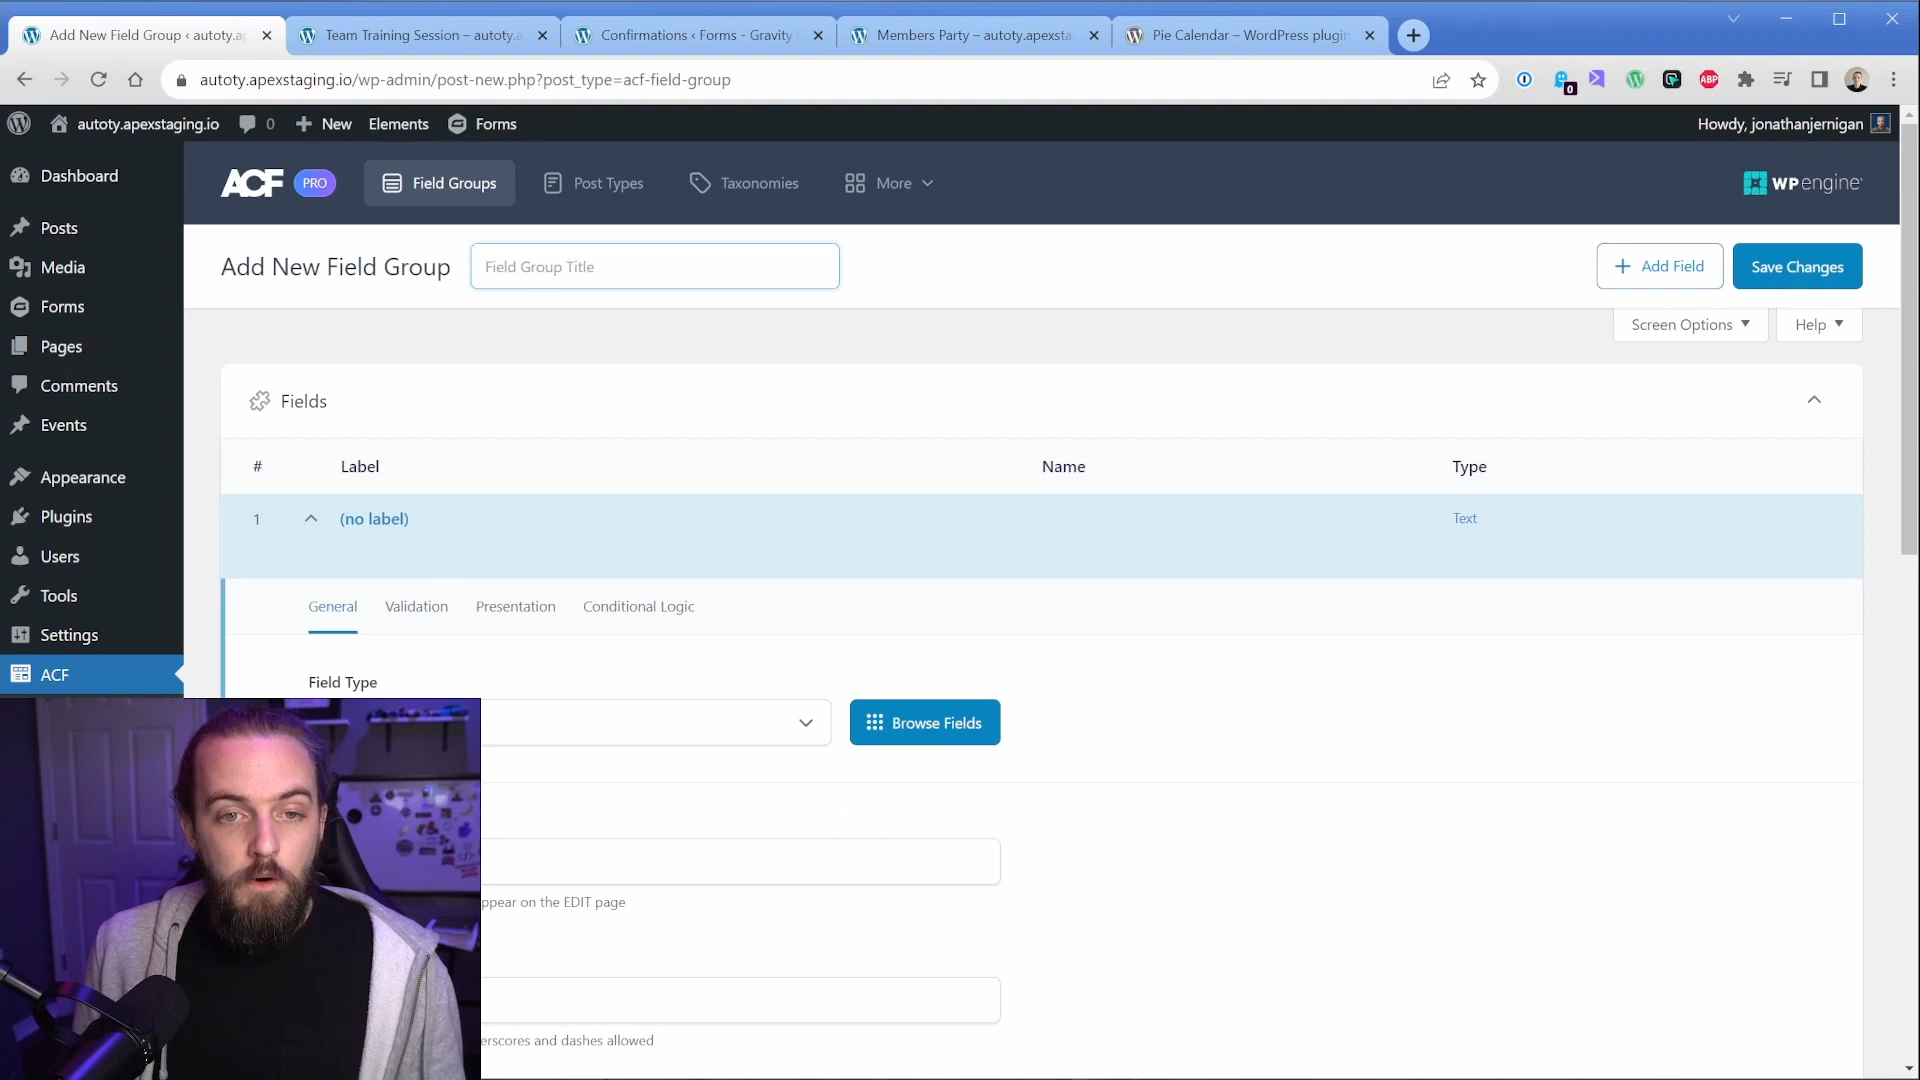 Add New Field Group ‹ autoty.ap
Team Training Session – autoty.a
Confirmations ‹ Forms - Gravity
Members Party – autoty.apexsta
Pie Calendar – WordPress plugin
autoty.apexstaging.io/wp-admin/post-new.php?post_type=acf-field-group
0
ABP
autoty.apexstaging.io
0
New
Elements
Forms
Howdy, jonathanjernigan
Dashboard
Posts
Media
Forms
Pages
Comments
Events
Appearance
Plugins
Users
Tools
Settings
ACF
ACF PRO
Field Groups
Post Types
Taxonomies
More
WP engine
Add New Field Group
Field Group Title
Add Field
Save Changes
Screen Options
Help
Fields
# Label Name Type
1 (no label) Text
General Validation Presentation Conditional Logic
Field Type
Browse Fields
ppear on the EDIT page
erscores and dashes allowed